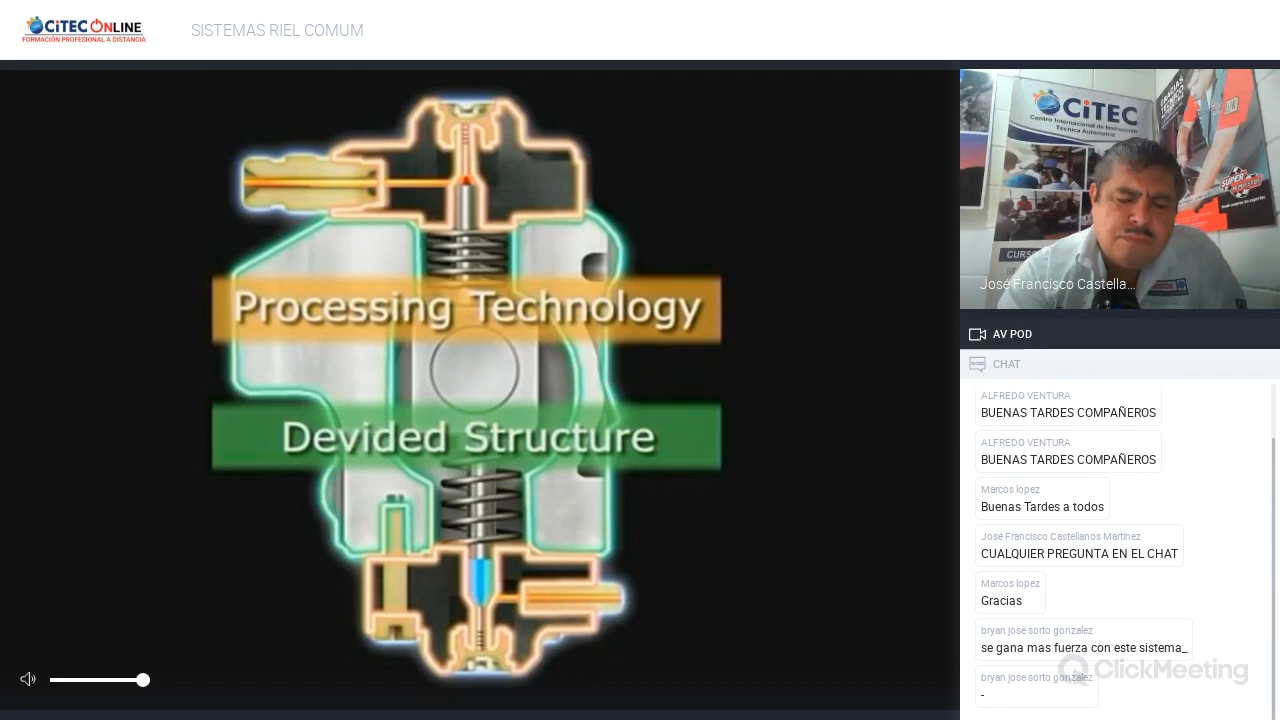 CiTEC ONLINE
FORMACIÓN PROFESIONAL A DISTANCIA
SISTEMAS RIEL COMUM
Processing Technology
Devided Structure
CiTEC
Centro Internacional de Instrucción
Técnica Automotriz
SUPER
CURSO
José Francisco Castella...
AV POD
CHAT
ALFREDO VENTURA
BUENAS TARDES COMPAÑEROS
ALFREDO VENTURA
BUENAS TARDES COMPAÑEROS
Marcos lopez
Buenas Tardes a todos
José Francisco Castellanos Martínez
CUALQUIER PREGUNTA EN EL CHAT
Marcos lopez
Gracias
bryan jose sorto gonzalez
se gana mas fuerza con este sistema_
bryan jose sorto gonzalez
-
ClickMeeting